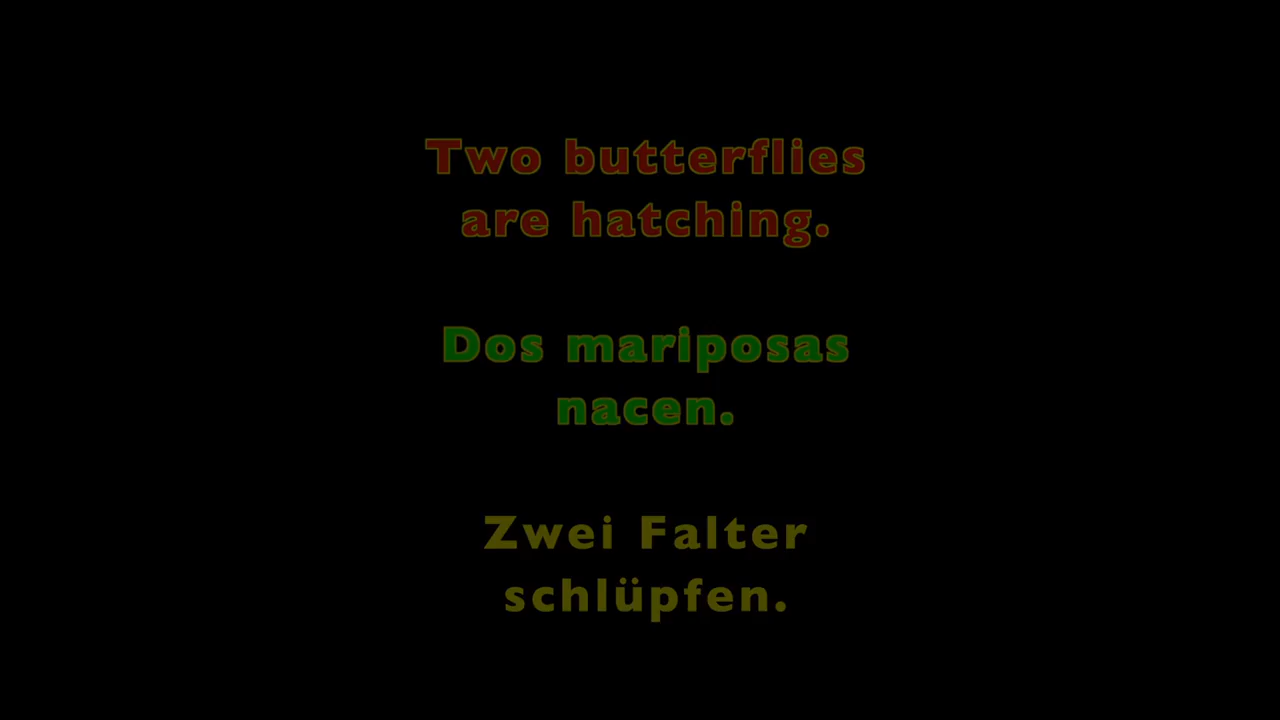 Two butterflies
are hatching.
Dos mariposas
nacen.
Zwei Falter
schlüpfen.